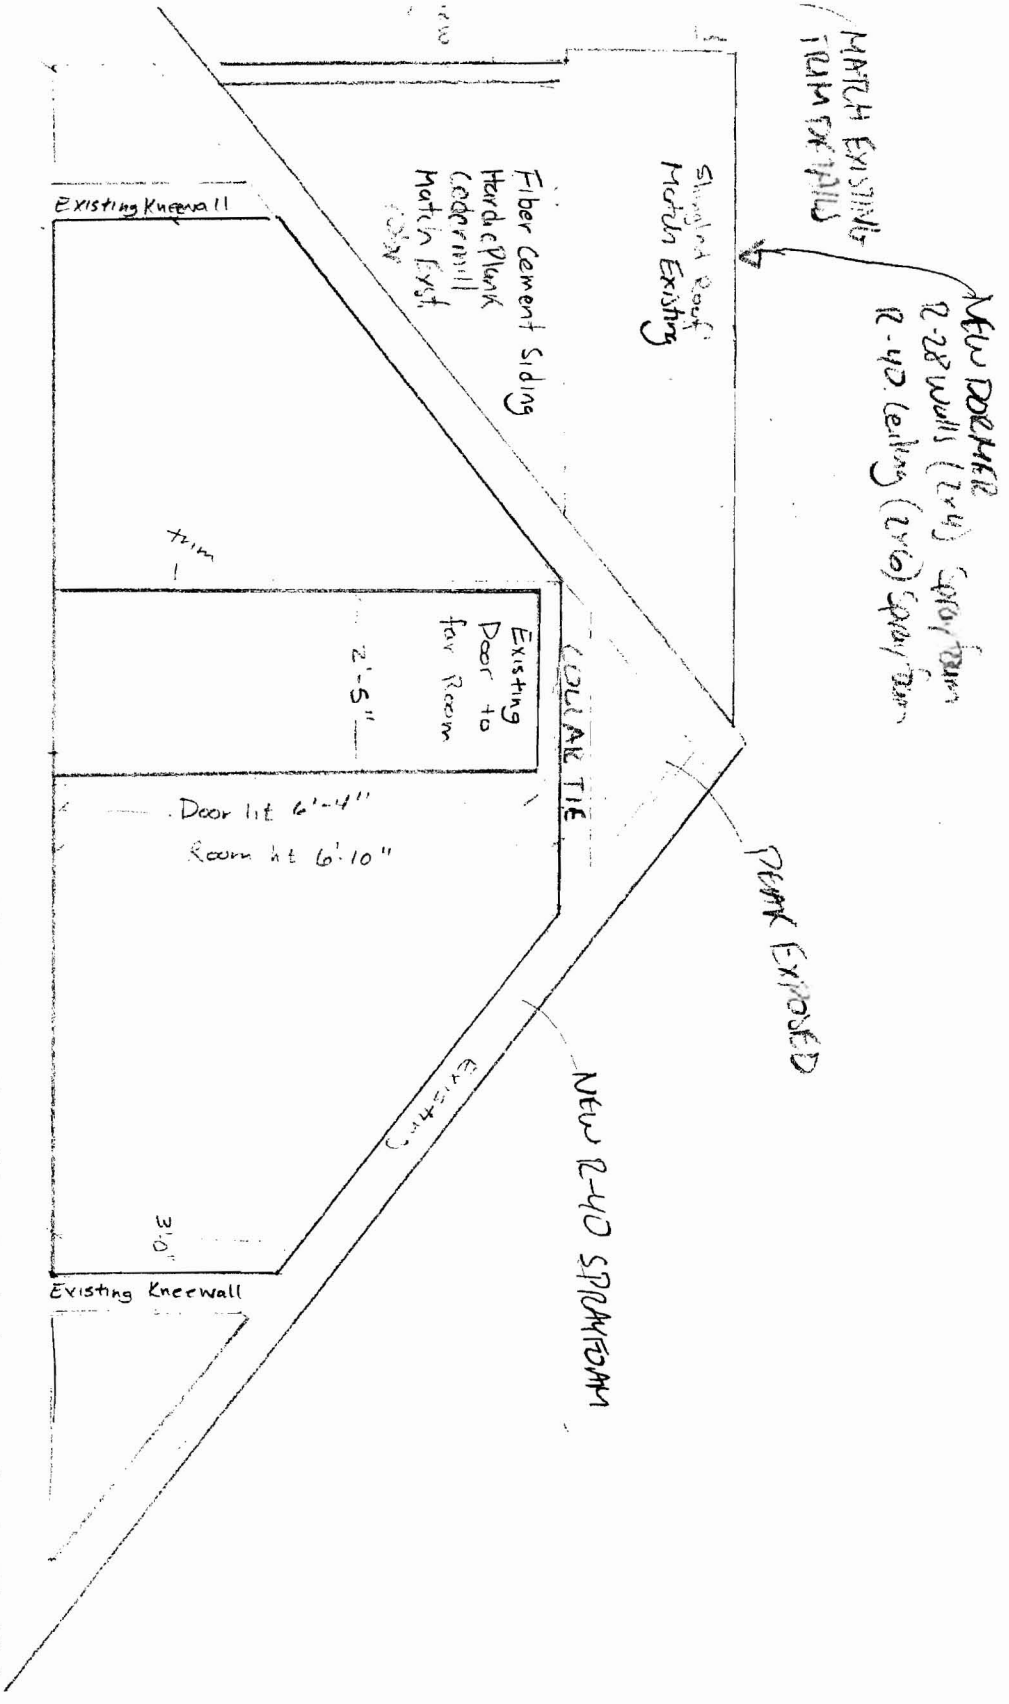 MATCH EXISTING
TRIM DETAILS
NEW DORMER
R-28 Walls (2x4) Spray foam
R-40 Ceiling (2x6) Spray foam
Shingled Roof
Match Existing
Fiber Cement Siding
HardiePlank
Cedarmill
Match Exist.
color
Existing Kneewall
trim
Existing
Door to
far Room
2'-5"
COLLAR TIE
Door ht 6'-4"
Room ht 6'-10"
PEAK EXPOSED
NEW R-40 SPRAYFOAM
Existing
3'0"
Existing Kneewall